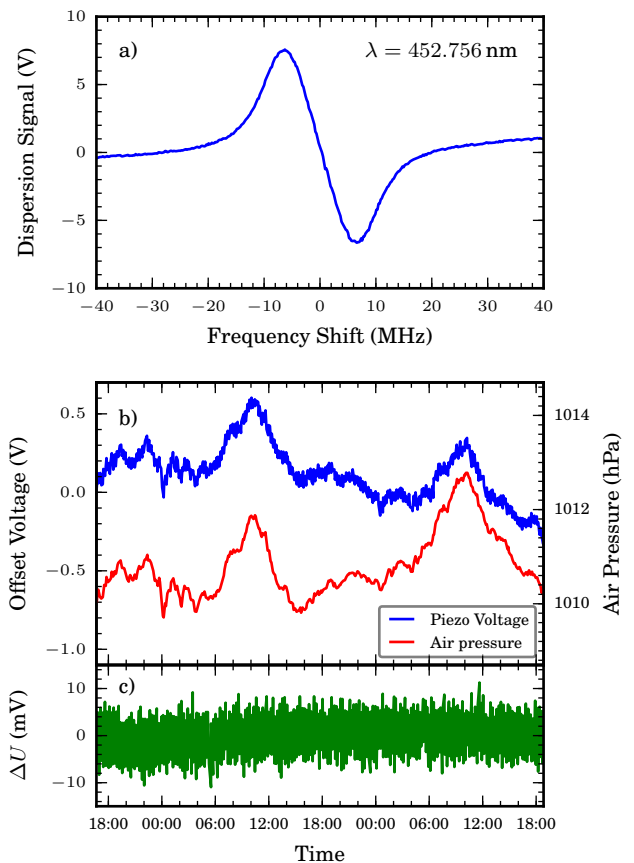 10
5
0
−5
−10
Dispersion Signal (V)
a)
λ = 452.756 nm
−40 −30 −20 −10 0 10 20 30 40
Frequency Shift (MHz)
b)
0.5
0.0
−0.5
−1.0
Offset Voltage (V)
1014
1012
1010
Air Pressure (hPa)
Piezo Voltage
Air pressure
c)
10
0
−10
ΔU (mV)
18:00 00:00 06:00 12:00 18:00 00:00 06:00 12:00 18:00
Time